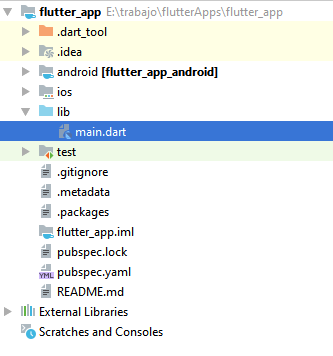 flutter_app E:\trabajo\flutterApps\flutter_app
.dart_tool
.idea
android [flutter_app_android]
ios
lib
main.dart
test
.gitignore
.metadata
.packages
flutter_app.iml
pubspec.lock
YML pubspec.yaml
README.md
External Libraries
Scratches and Consoles